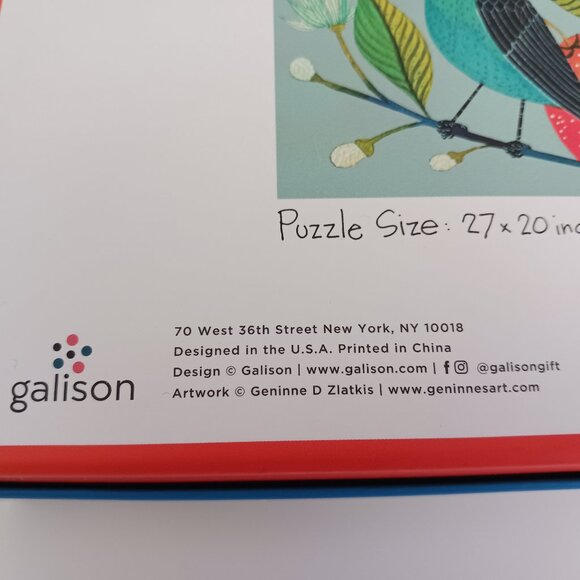 Puzzle Size: 27 x 20 inc
galison
70 West 36th Street New York, NY 10018
Designed in the U.S.A. Printed in China
Design © Galison | www.galison.com | @galisongift
Artwork © Geninne D Zlatkis | www.geninnesart.com